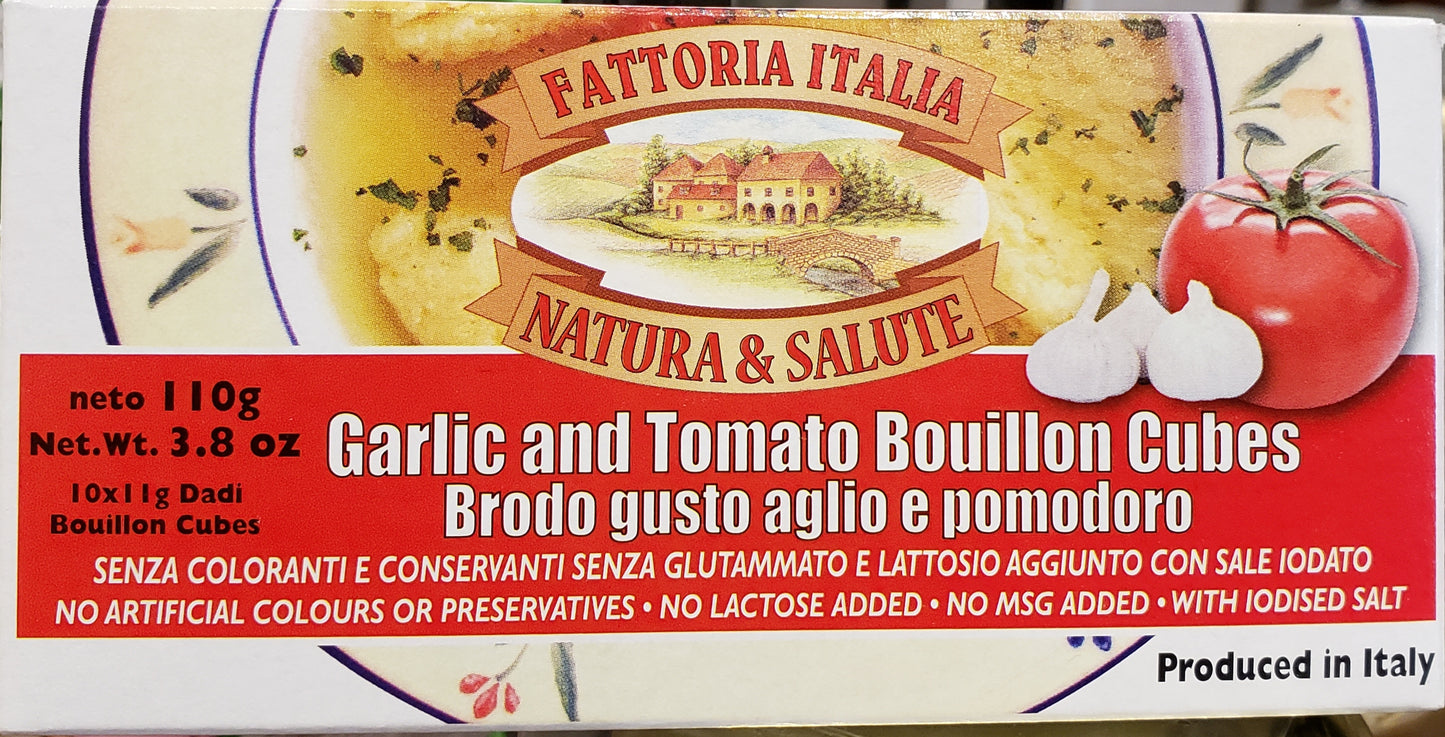 FATTORIA ITALIA
NATURA & SALUTE
neto 110g
Net.Wt. 3.8 oz
10x11g Dadi
Bouillon Cubes
Garlic and Tomato Bouillon Cubes
Brodo gusto aglio e pomodoro
SENZA COLORANTI E CONSERVANTI SENZA GLUTAMMATO E LATTOSIO AGGIUNTO CON SALE IODATO
NO ARTIFICIAL COLOURS OR PRESERVATIVES • NO LACTOSE ADDED • NO MSG ADDED • WITH IODISED SALT
Produced in Italy